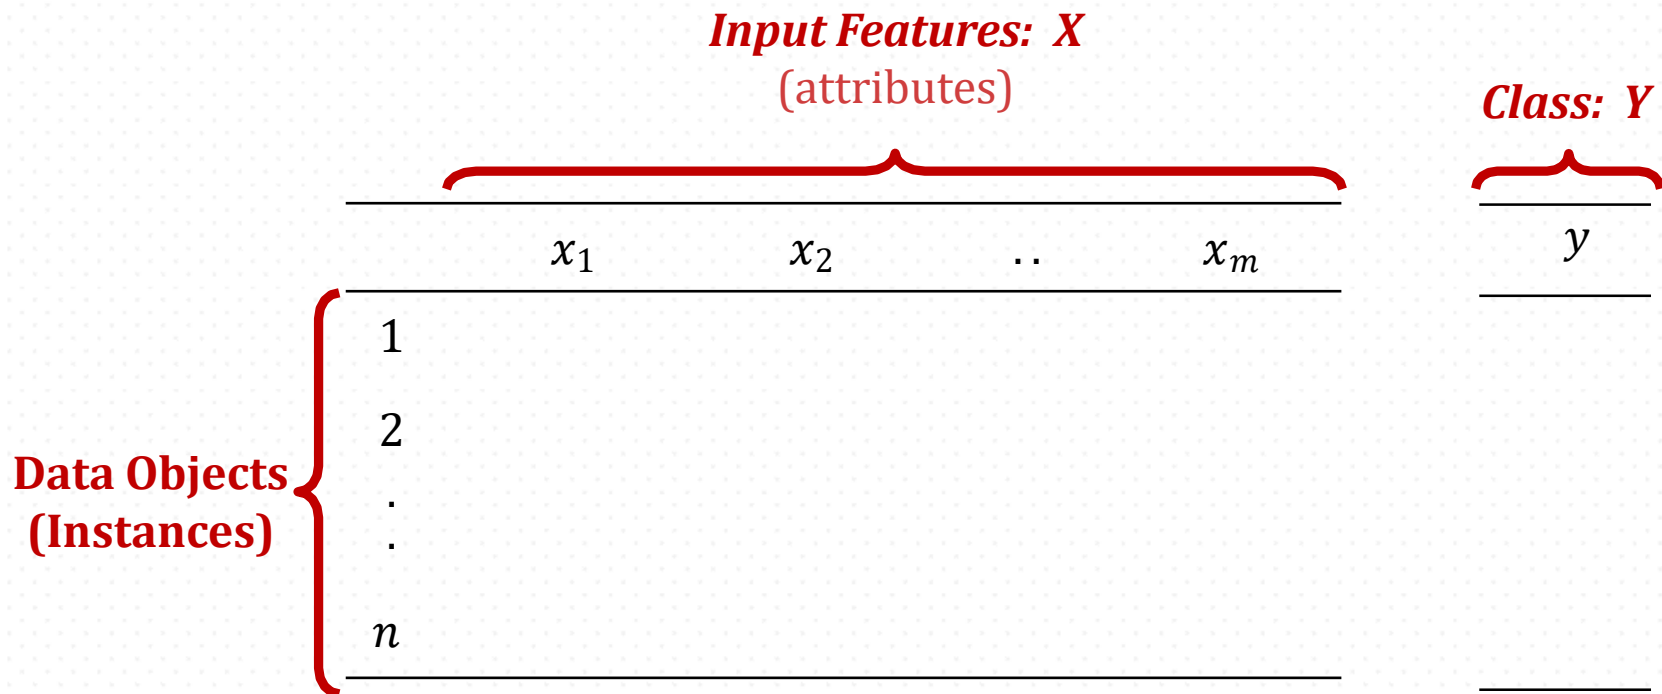 Input Features: X
(attributes)
Class: Y
x₁ x₂ .. xₘ y
1
2
Data Objects
.
(Instances)
.
n